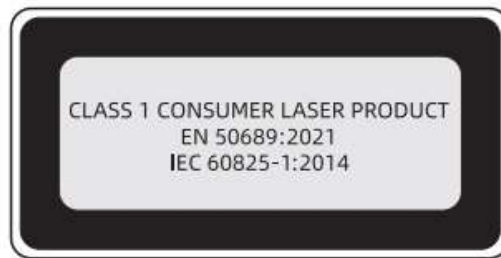 CLASS 1 CONSUMER LASER PRODUCT
EN 50689:2021
IEC 60825-1:2014